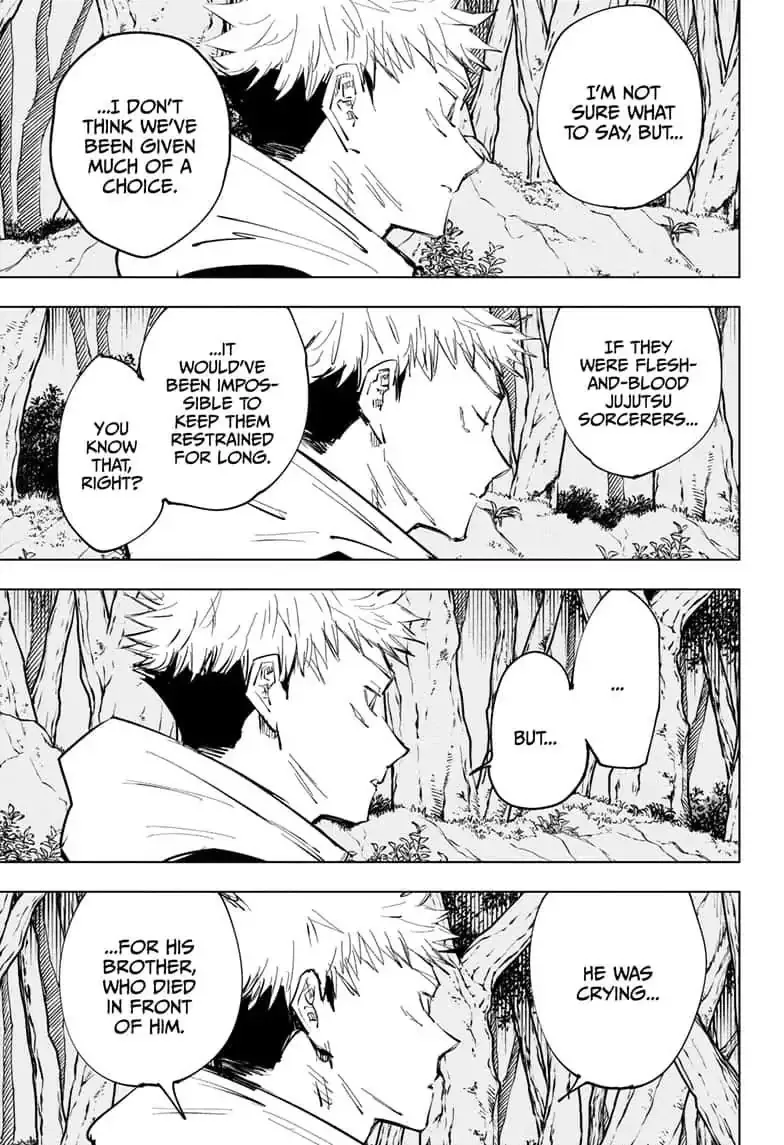 I'M NOT
SURE WHAT
TO SAY, BUT...
...I DON'T
THINK WE'VE
BEEN GIVEN
MUCH OF A
CHOICE.
IF THEY
WERE FLESH-
AND-BLOOD
JUJUTSU
SORCERERS...
...IT
WOULD'VE
BEEN IMPOS-
SIBLE TO
KEEP THEM
RESTRAINED
FOR LONG.
YOU
KNOW
THAT,
RIGHT?
...
BUT...
HE WAS
CRYING...
...FOR HIS
BROTHER,
WHO DIED
IN FRONT
OF HIM.